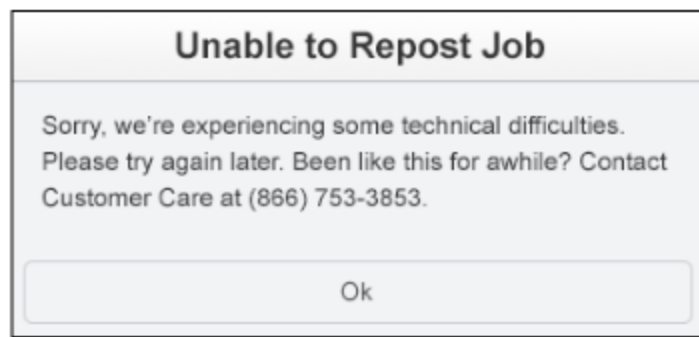 Unable to Repost Job
Sorry, we're experiencing some technical difficulties.
Please try again later. Been like this for awhile? Contact
Customer Care at (866) 753-3853.
Ok